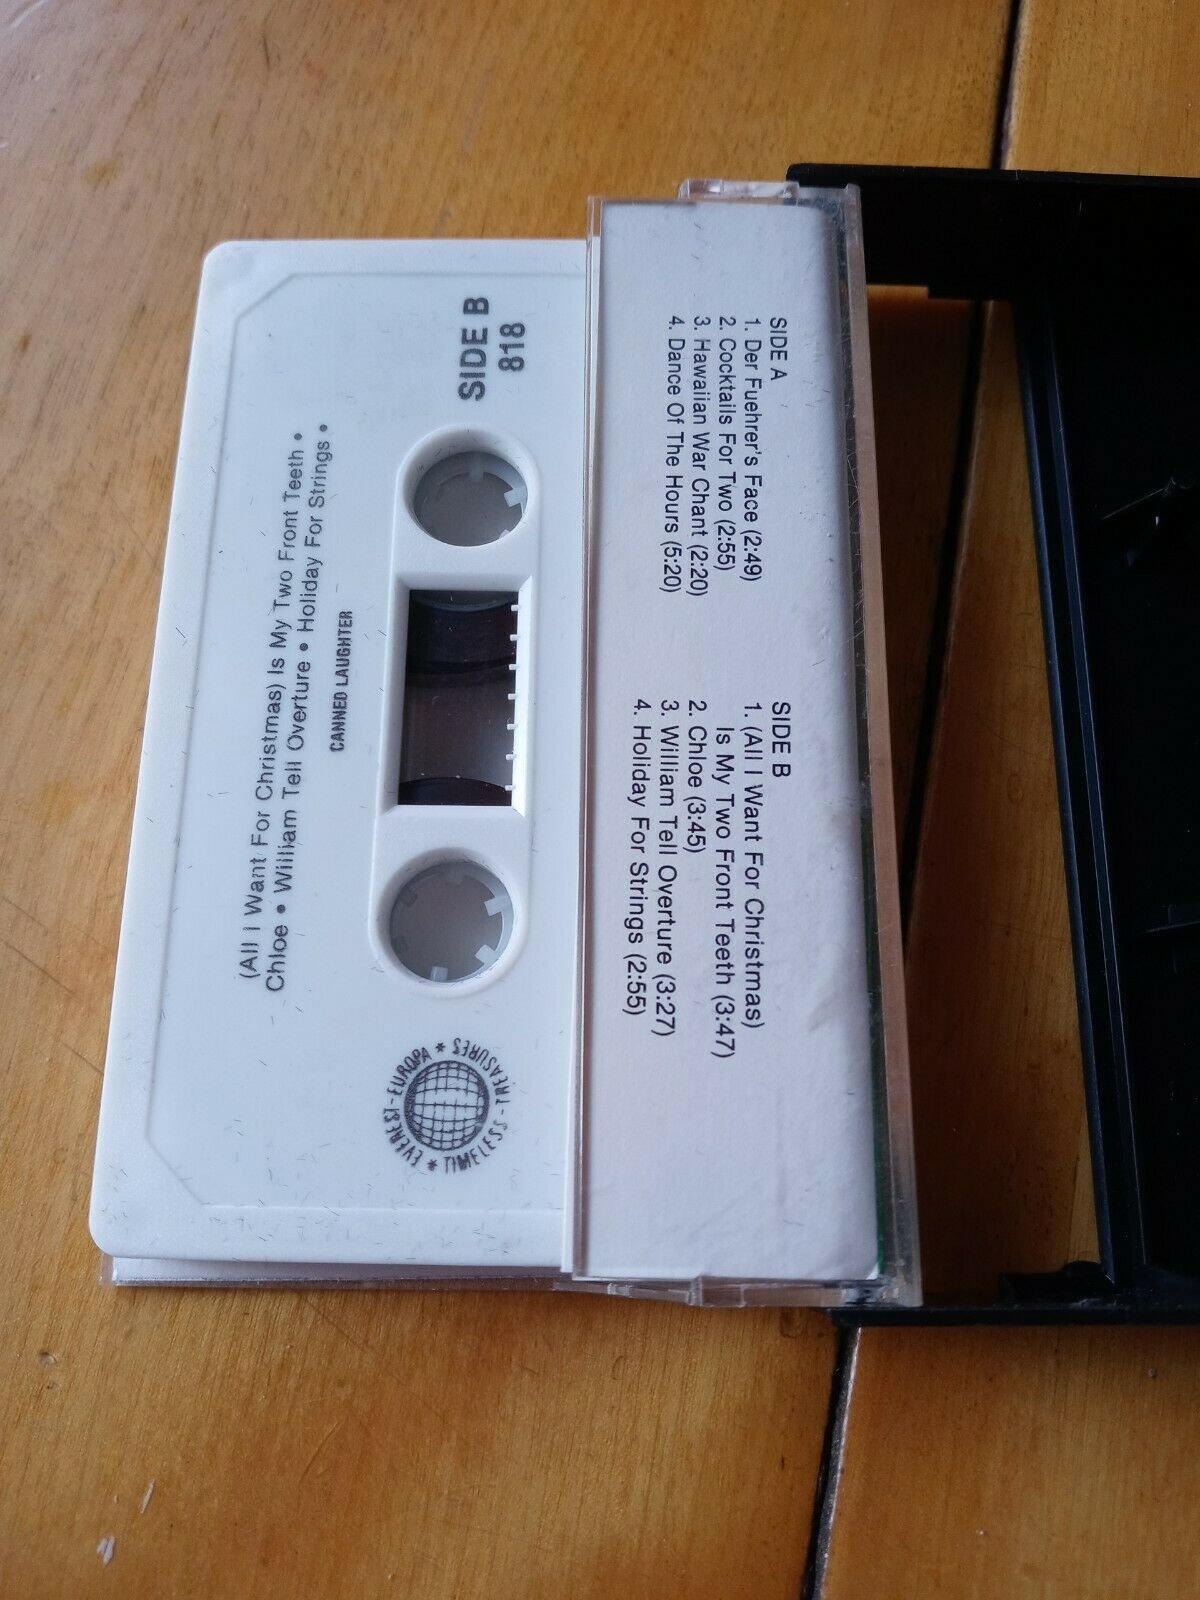 SIDE B
818
(All I Want For Christmas) Is My Two Front Teeth •
Chloe • William Tell Overture • Holiday For Strings •
CANNED LAUGHTER
EVEREST-EUROPA * TIMELESS-TREASURES *
SIDE A
1. Der Fuehrer's Face (2:49)
2. Cocktails For Two (2:55)
3. Hawaiian War Chant (2:20)
4. Dance Of The Hours (5:20)
SIDE B
1. (All I Want For Christmas)
Is My Two Front Teeth (3:47)
2. Chloe (3:45)
3. William Tell Overture (3:27)
4. Holiday For Strings (2:55)